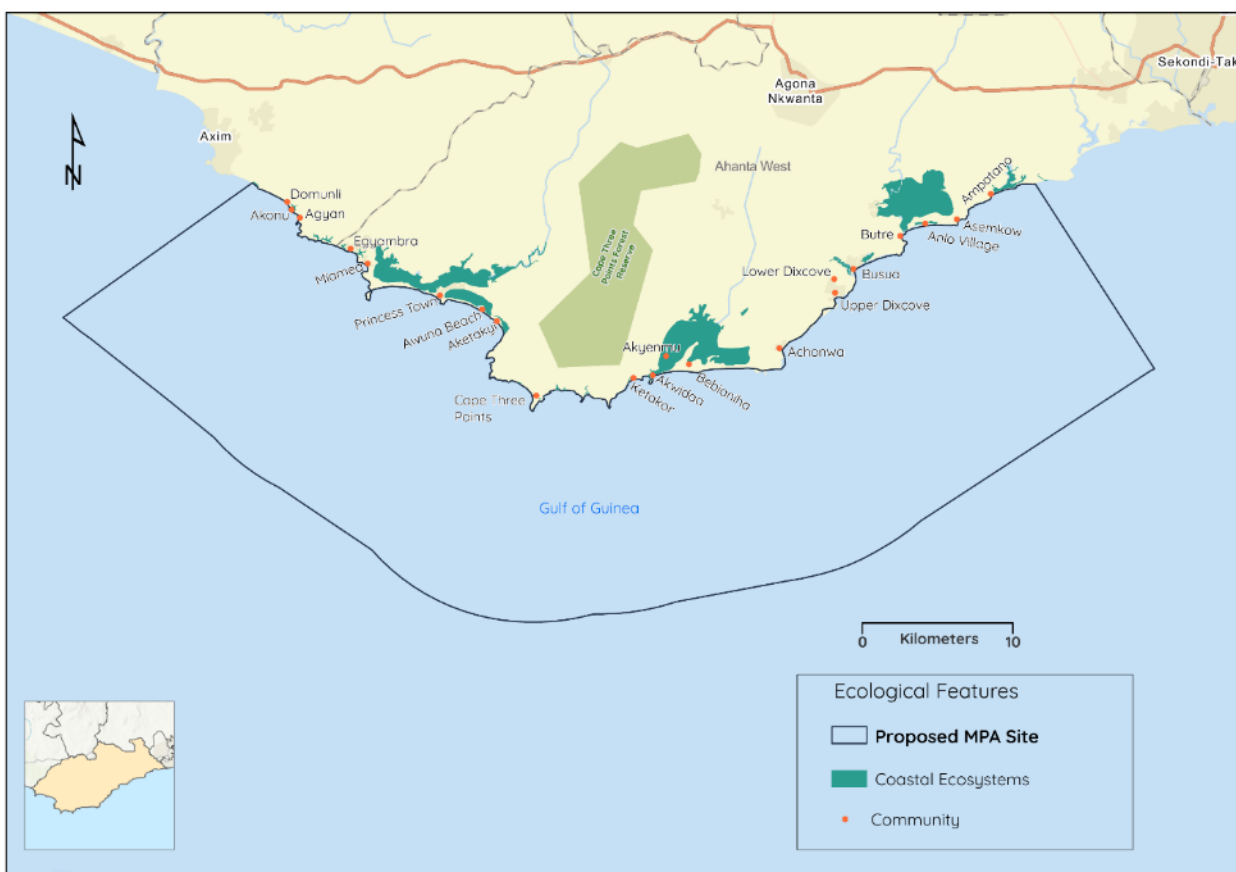 Sekondi-Tak
Agona
Nkwanta
Axim
N
Ahanta West
Domunli
Akonu
Agyan
Ampatano
Egyambra
Miamea
Butre
Asemkow
Anlo Village
Cape Three
Points Forest
Reserve
Lower Dixcove
Busua
Upper Dixcove
Princess Town
Awuna Beach
Aketakyi
Akyenmu
Achonwa
Bebianiha
Akwidaa
Ketakor
Cape Three
Points
Gulf of Guinea
0 Kilometers 10
Ecological Features
Proposed MPA Site
Coastal Ecosystems
Community